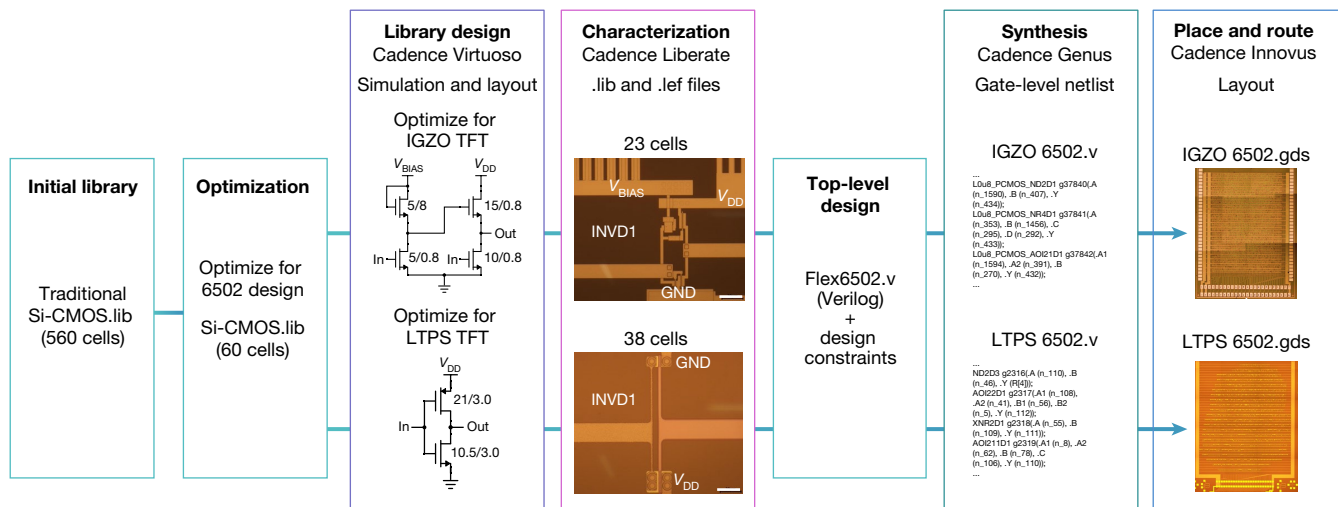 Initial library
Traditional
Si-CMOS.lib
(560 cells)
Optimization
Optimize for
6502 design
Si-CMOS.lib
(60 cells)
Library design
Cadence Virtuoso
Simulation and layout
Optimize for
IGZO TFT
VBIAS
VDD
5/8
15/0.8
Out
In
5/0.8
In
10/0.8
Optimize for
LTPS TFT
VDD
21/3.0
In
Out
10.5/3.0
Characterization
Cadence Liberate
.lib and .lef files
23 cells
VBIAS
VDD
INVD1
GND
38 cells
GND
INVD1
VDD
Top-level
design
Flex6502.v
(Verilog)
+
design
constraints
Synthesis
Cadence Genus
Gate-level netlist
IGZO 6502.v
...
L0u8_PCMOS_ND2D1 g37840(.A
(n_1590), .B (n_407), .Y
(n_434));
L0u8_PCMOS_NR4D1 g37841(.A
(n_353), .B (n_1456), .C
(n_295), .D (n_292), .Y
(n_433));
L0u8_PCMOS_AOI21D1 g37842(.A1
(n_1594), .A2 (n_391), .B
(n_270), .Y (n_432));
...
LTPS 6502.v
...
ND2D3 g2316(.A (n_110), .B
(n_46), .Y (R[4]));
AOI22D1 g2317(.A1 (n_108),
.A2 (n_41), .B1 (n_56), .B2
(n_5), .Y (n_112));
XNR2D1 g2318(.A (n_55), .B
(n_109), .Y (n_111));
AOI211D1 g2319(.A1 (n_8), .A2
(n_62), .B (n_78), .C
(n_106), .Y (n_110));
...
Place and route
Cadence Innovus
Layout
IGZO 6502.gds
LTPS 6502.gds